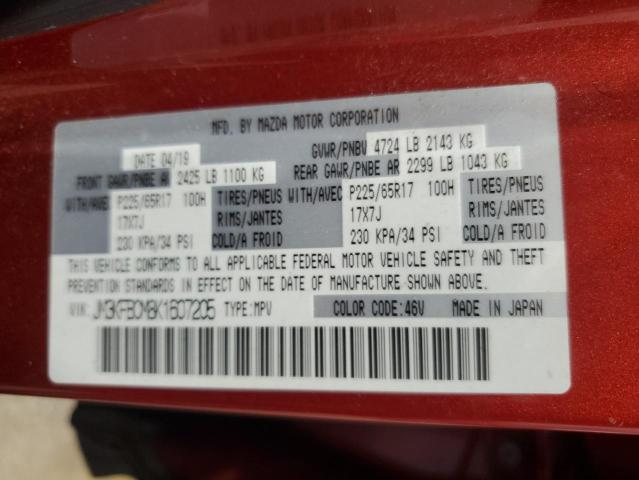 MFD. BY MAZDA MOTOR CORPORATION
DATE 04/19 GVWR/PNBV 4724 LB 2143 KG
FRONT GAWR/PNBE AV 2425 LB 1100 KG REAR GAWR/PNBE AR 2299 LB 1043 KG
WITH/AVEC P225/65R17 100H TIRES/PNEUS WITH/AVEC P225/65R17 100H TIRES/PNEUS
17X7J RIMS/JANTES 17X7J RIMS/JANTES
230 KPA/34 PSI COLD/A FROID 230 KPA/34 PSI COLD/A FROID
THIS VEHICLE CONFORMS TO ALL APPLICABLE FEDERAL MOTOR VEHICLE SAFETY AND THEFT
PREVENTION STANDARDS IN EFFECT ON THE DATE OF MANUFACTURE SHOWN ABOVE.
VIN: JM3KFBCM8K1607205 TYPE: MPV COLOR CODE: 46V MADE IN JAPAN